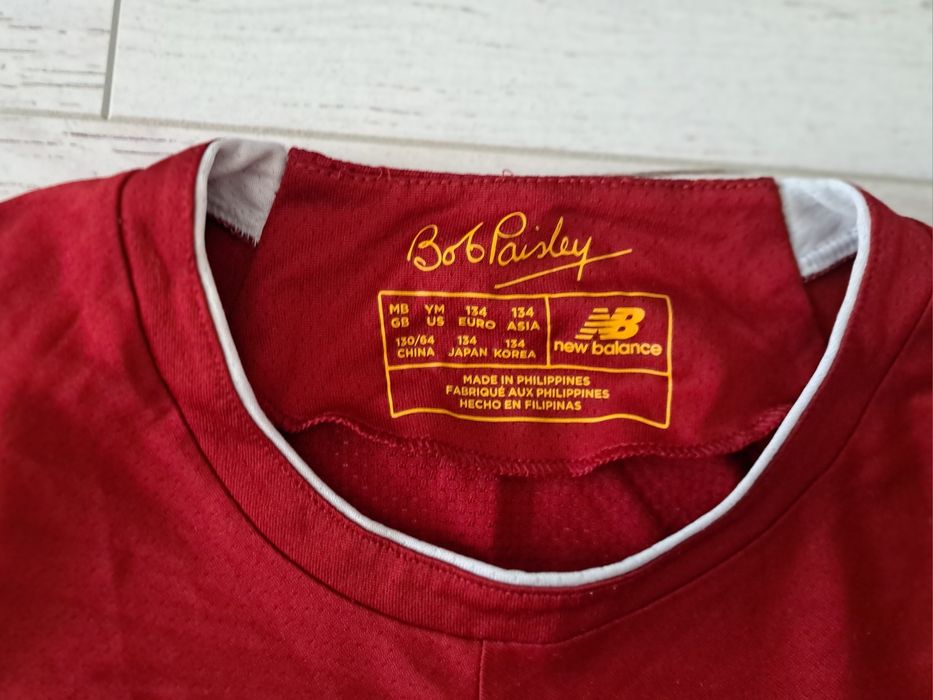 Bob Paisley
MB YM 134 134
GB US EURO ASIA
130/64 134 134
CHINA JAPAN KOREA
NB
new balance
MADE IN PHILIPPINES
FABRIQUÉ AUX PHILIPPINES
HECHO EN FILIPINAS